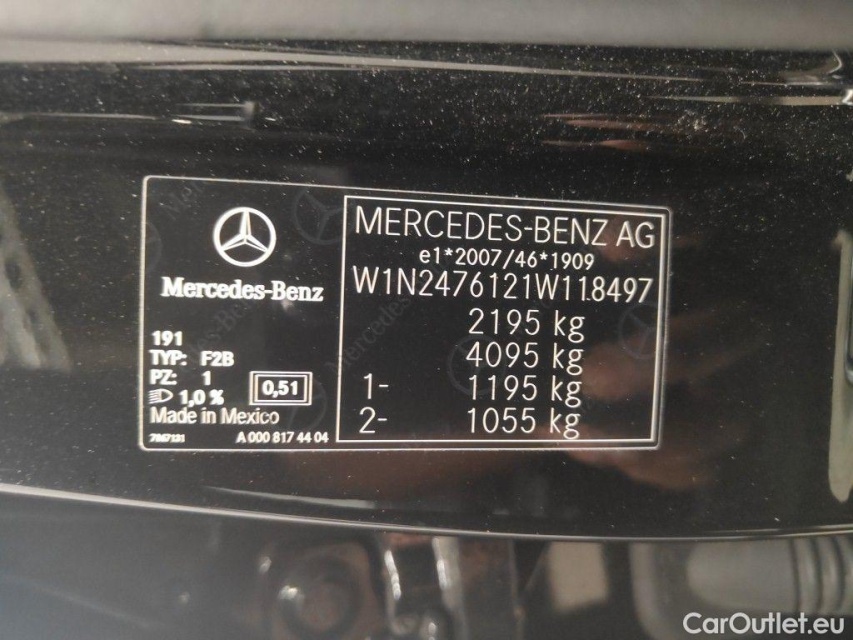 Mercedes-Benz
191
TYP: F2B
PZ: 1
1,0 %
0,51
Made in Mexico
7087131
A 000 817 44 04
MERCEDES-BENZ AG
e1*2007/46*1909
W1N2476121W118497
2195 kg
4095 kg
1- 1195 kg
2- 1055 kg
CarOutlet.eu